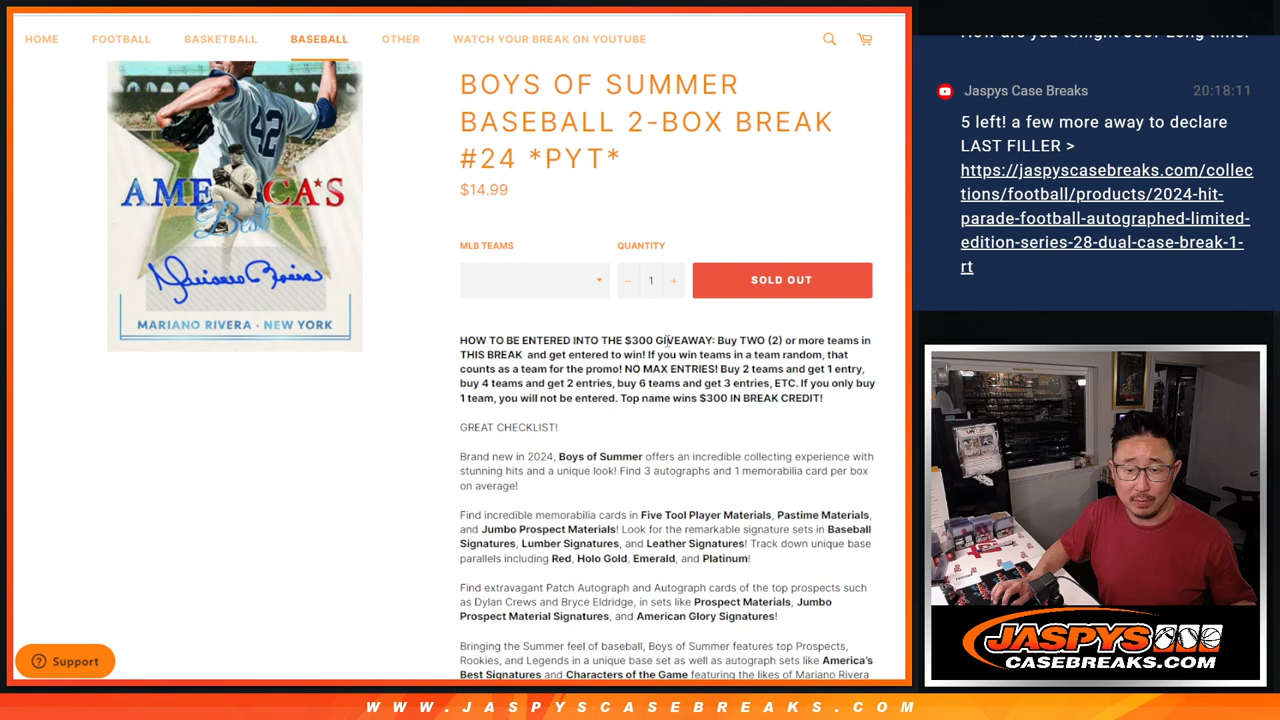 HOME FOOTBALL BASKETBALL BASEBALL OTHER WATCH YOUR BREAK ON YOUTUBE
42
AMERICA'S
Best
Mariano Rivera
MARIANO RIVERA · NEW YORK
BOYS OF SUMMER
BASEBALL 2-BOX BREAK
#24 *PYT*
$14.99
MLB TEAMS QUANTITY
− 1 + SOLD OUT
HOW TO BE ENTERED INTO THE $300 GIVEAWAY: Buy TWO (2) or more teams in
THIS BREAK and get entered to win! If you win teams in a team random, that
counts as a team for the promo! NO MAX ENTRIES! Buy 2 teams and get 1 entry,
buy 4 teams and get 2 entries, buy 6 teams and get 3 entries, ETC. If you only buy
1 team, you will not be entered. Top name wins $300 IN BREAK CREDIT!
GREAT CHECKLIST!
Brand new in 2024, Boys of Summer offers an incredible collecting experience with
stunning hits and a unique look! Find 3 autographs and 1 memorabilia card per box
on average!
Find incredible memorabilia cards in Five Tool Player Materials, Pastime Materials,
and Jumbo Prospect Materials! Look for the remarkable signature sets in Baseball
Signatures, Lumber Signatures, and Leather Signatures! Track down unique base
parallels including Red, Holo Gold, Emerald, and Platinum!
Find extravagant Patch Autograph and Autograph cards of the top prospects such
as Dylan Crews and Bryce Eldridge, in sets like Prospect Materials, Jumbo
Prospect Material Signatures, and American Glory Signatures!
Bringing the Summer feel of baseball, Boys of Summer features top Prospects,
Rookies, and Legends in a unique base set as well as autograph sets like America's
Best Signatures and Characters of the Game featuring the likes of Mariano Rivera
Support
How are you tonight Joe? Long time.
Jaspys Case Breaks 20:18:11
5 left! a few more away to declare
LAST FILLER >
https://jaspyscasebreaks.com/collec
tions/football/products/2024-hit-
parade-football-autographed-limited-
edition-series-28-dual-case-break-1-
rt
JASPYS
CASEBREAKS.COM
WWW.JASPYSCASEBREAKS.COM